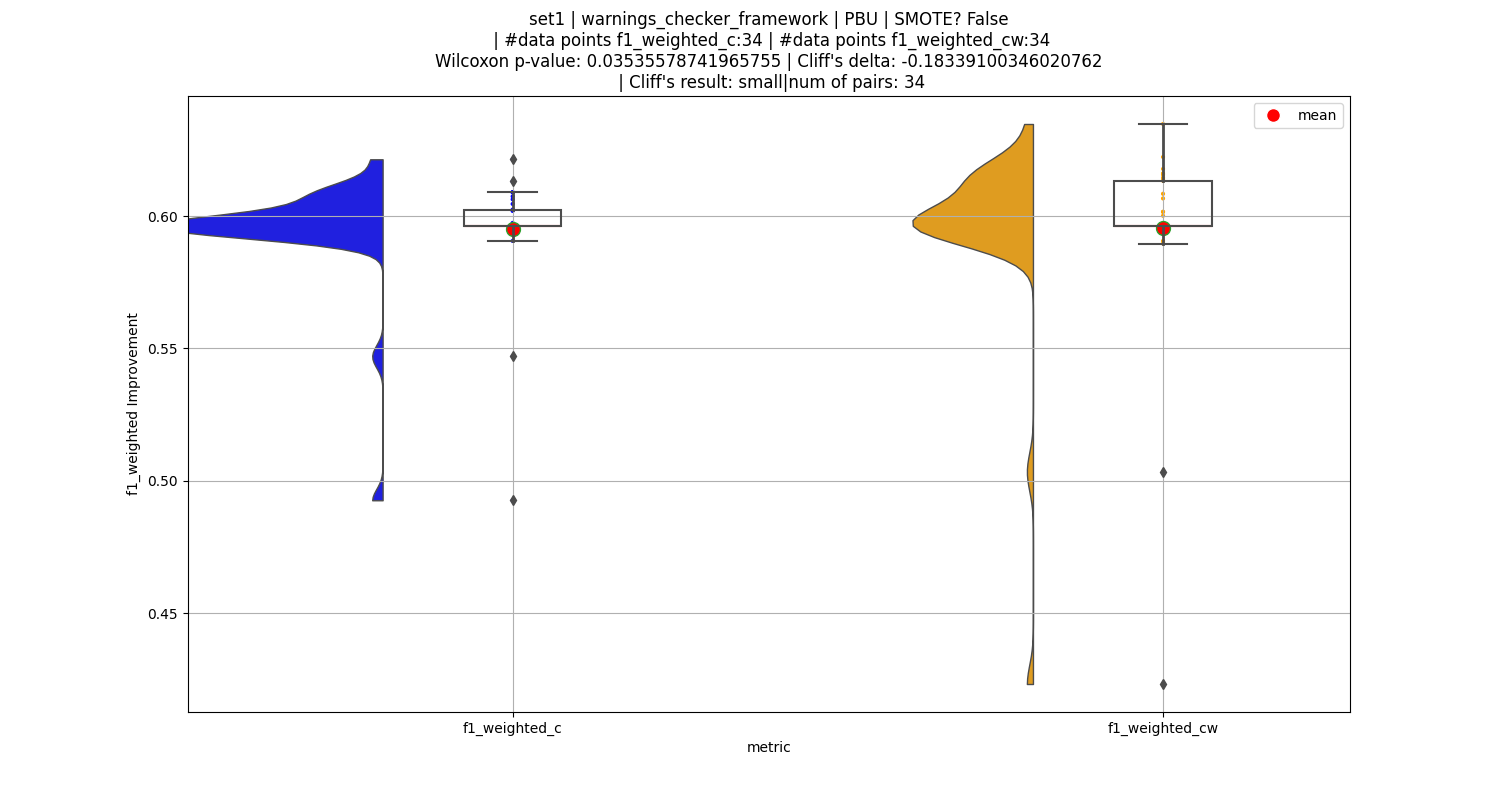 set1 | warnings_checker_framework | PBU | SMOTE? False
| #data points f1_weighted_c:34 | #data points f1_weighted_cw:34
Wilcoxon p-value: 0.03535578741965755 | Cliff's delta: -0.18339100346020762
| Cliff's result: small|num of pairs: 34
mean
0.60
0.55
0.50
0.45
f1_weighted Improvement
f1_weighted_c
f1_weighted_cw
metric